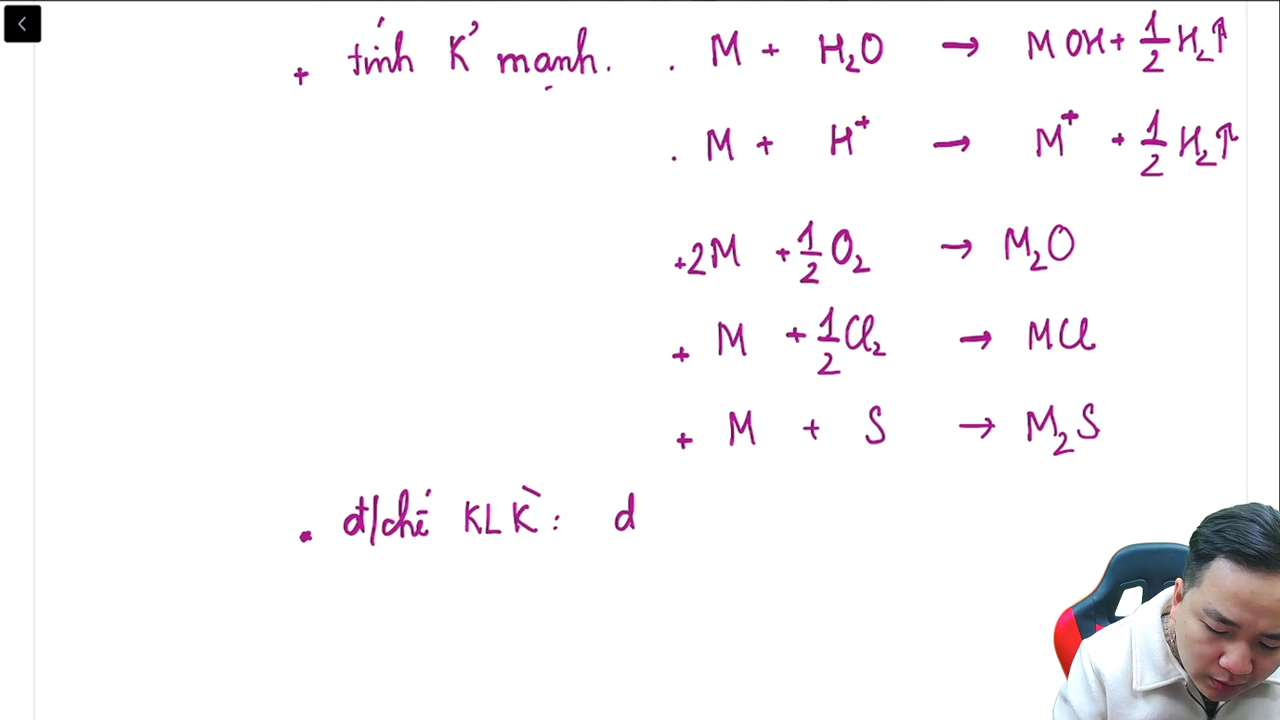 + tính K' mạnh. . M + H₂O → MOH + 1/2 H₂↑
. M + H⁺ → M⁺ + 1/2 H₂↑
+ 2M + 1/2 O₂ → M₂O
+ M + 1/2 Cl₂ → MCl
+ M + S → M₂S
. đ/chế KLK̀: d